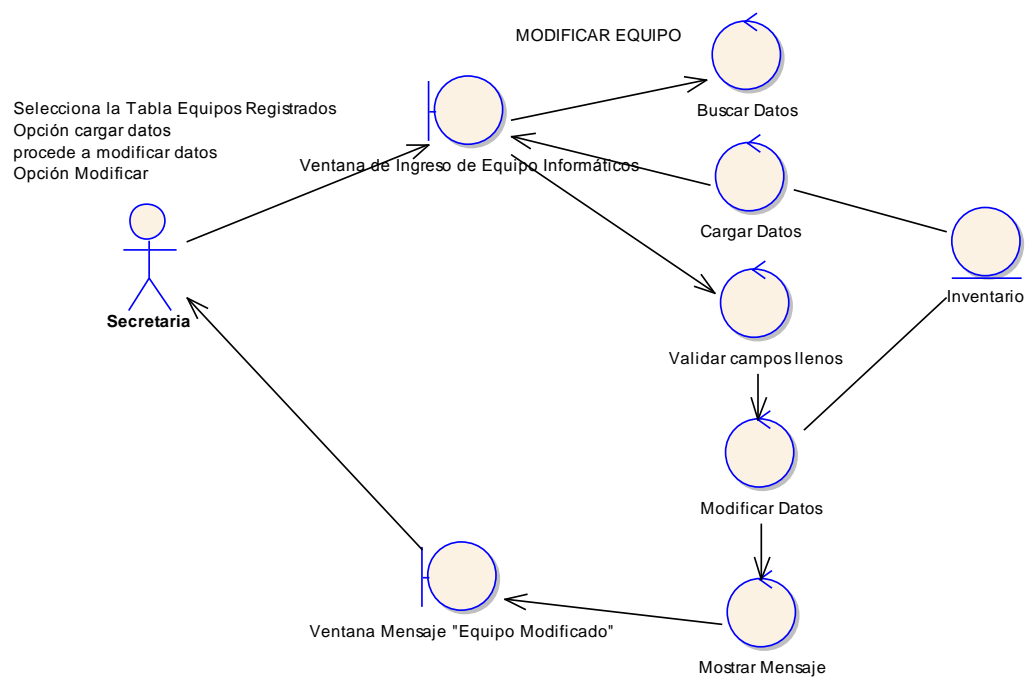 MODIFICAR EQUIPO
Buscar Datos
Selecciona la Tabla Equipos Registrados
Opción cargar datos
procede a modificar datos
Opción Modificar
Ventana de Ingreso de Equipo Informáticos
Cargar Datos
Inventario
Secretaria
Validar campos llenos
Modificar Datos
Ventana Mensaje "Equipo Modificado"
Mostrar Mensaje